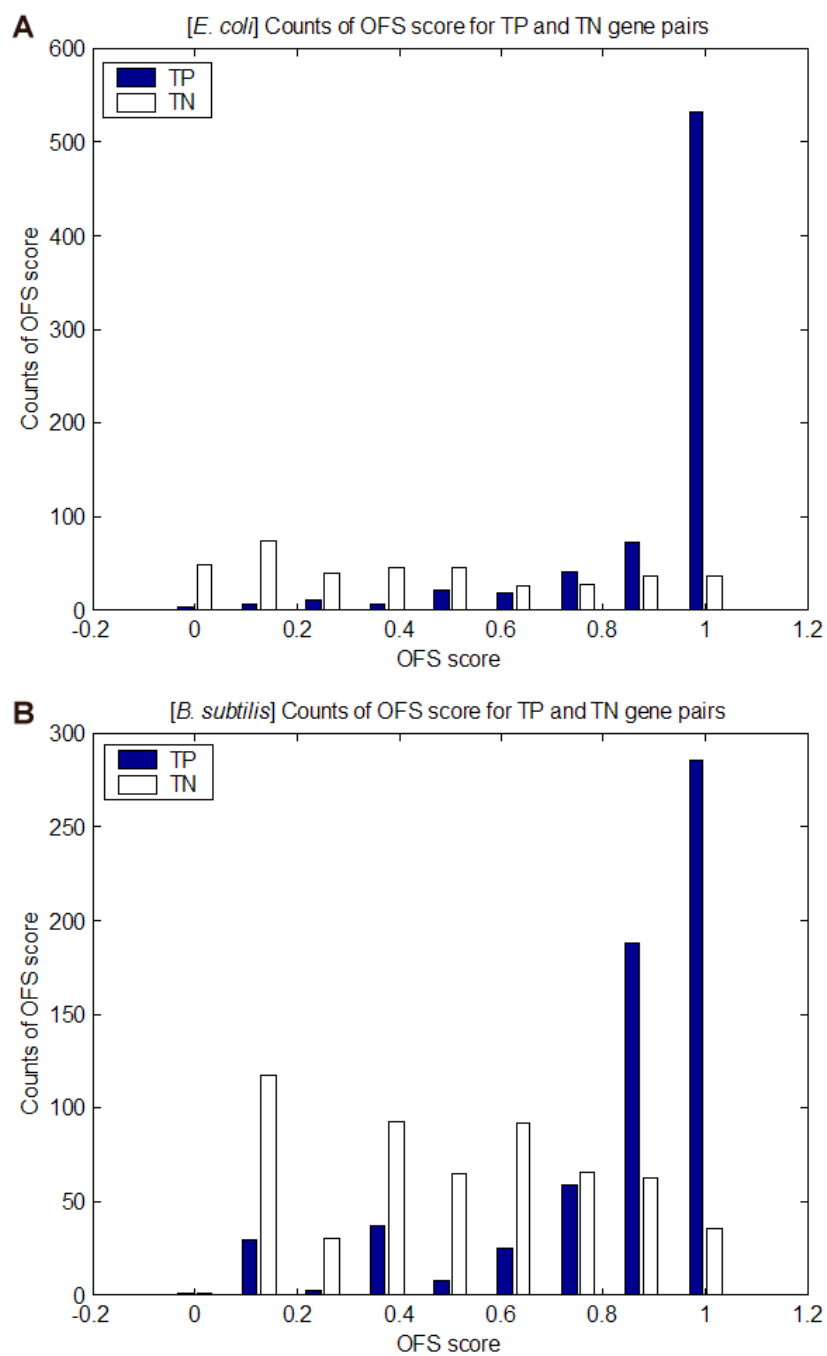 A
[E. coli] Counts of OFS score for TP and TN gene pairs
TP
TN
600
500
400
300
200
100
0
Counts of OFS score
-0.2 0 0.2 0.4 0.6 0.8 1 1.2
OFS score
B
[B. subtilis] Counts of OFS score for TP and TN gene pairs
TP
TN
300
250
200
150
100
50
0
Counts of OFS score
-0.2 0 0.2 0.4 0.6 0.8 1 1.2
OFS score